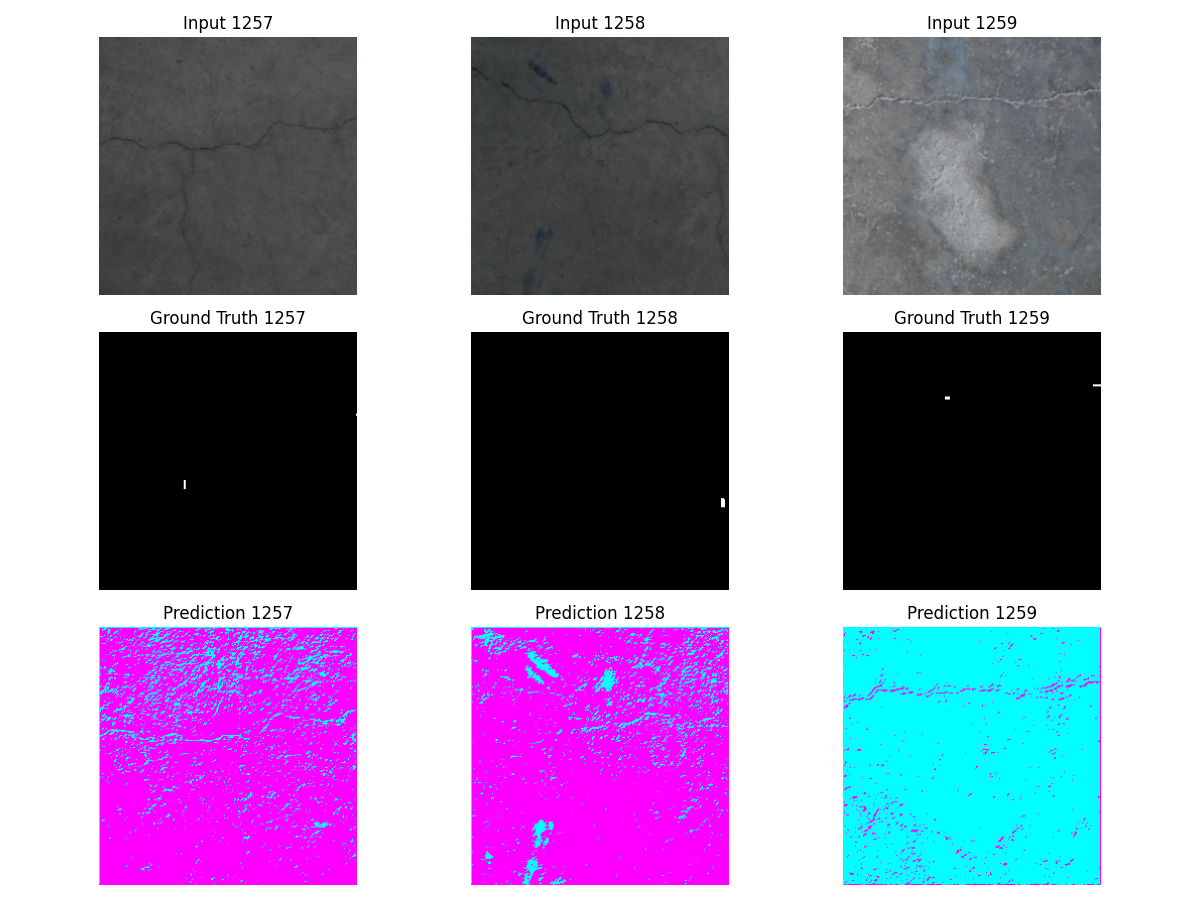 Input 1257
Input 1258
Input 1259
Ground Truth 1257
Ground Truth 1258
Ground Truth 1259
Prediction 1257
Prediction 1258
Prediction 1259